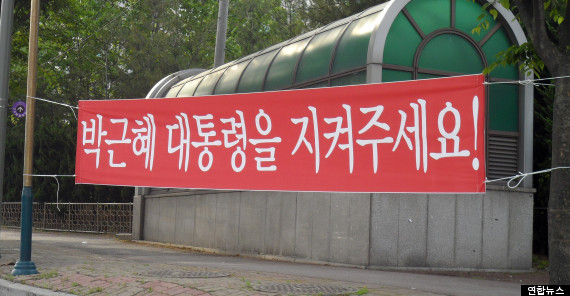 박근혜 대통령을 지켜주세요!
연합뉴스